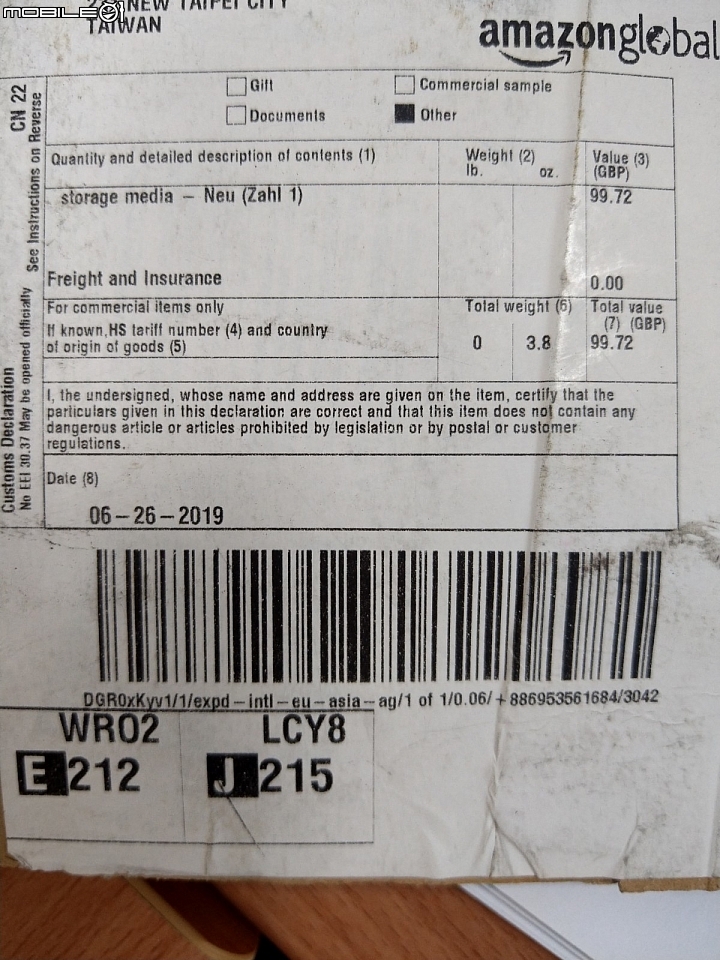 MOBILE01
NEW TAIPEI CITY
TAIWAN
amazonglobal
Gift
Commercial sample
Documents
Other
CN 22
See Instructions on Reverse
Customs Declaration
No EEI 30.37 May be opened officially
Quantity and detailed description of contents (1)
Weight (2)
lb. oz.
Value (3)
(GBP)
storage media – Neu (Zahl 1)
99.72
Freight and Insurance
0.00
For commercial items only
If known,HS tariff number (4) and country
of origin of goods (5)
Total weight (6)
0 3.8
Total value
(7) (GBP)
99.72
I, the undersigned, whose name and address are given on the item, certify that the
particulars given in this declaration are correct and that this item does not contain any
dangerous article or articles prohibited by legislation or by postal or customer
regulations.
Date (8)
06–26–2019
DGR0xKyv1/1/expd–intl–eu–asia–ag/1 of 1/0.06/+886953561684/3042
WRO2 LCY8
E 212 J 215